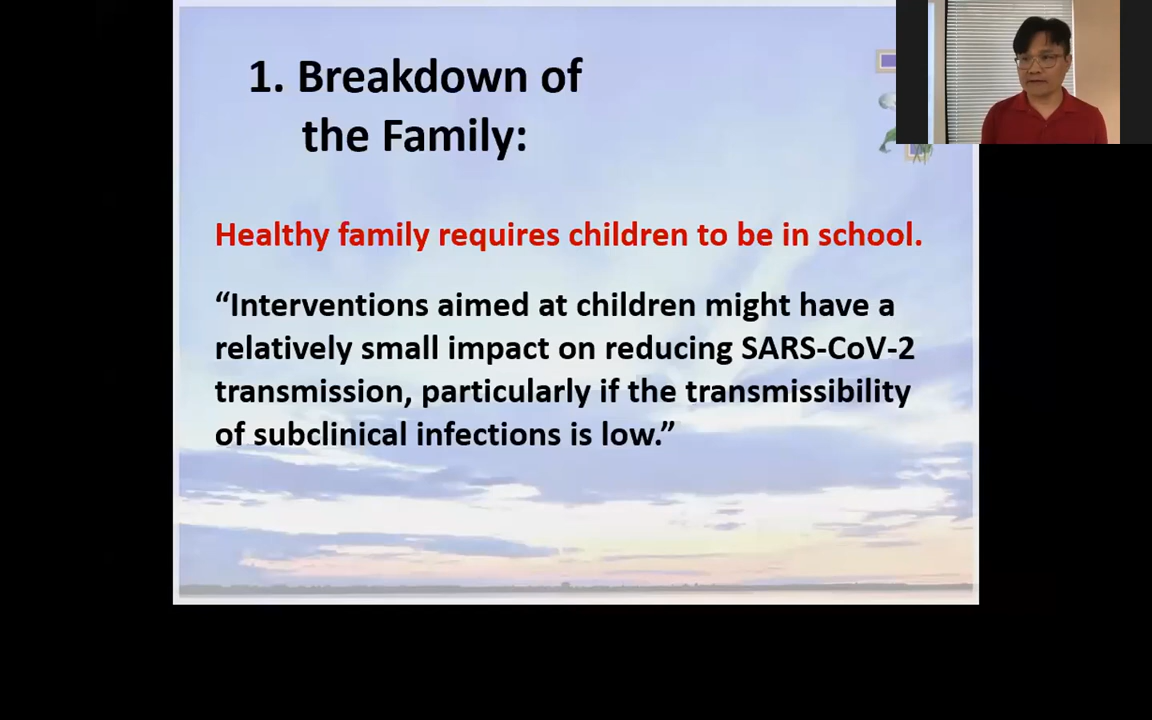 1. Breakdown of
the Family:
Healthy family requires children to be in school.
“Interventions aimed at children might have a
relatively small impact on reducing SARS-CoV-2
transmission, particularly if the transmissibility
of subclinical infections is low.”